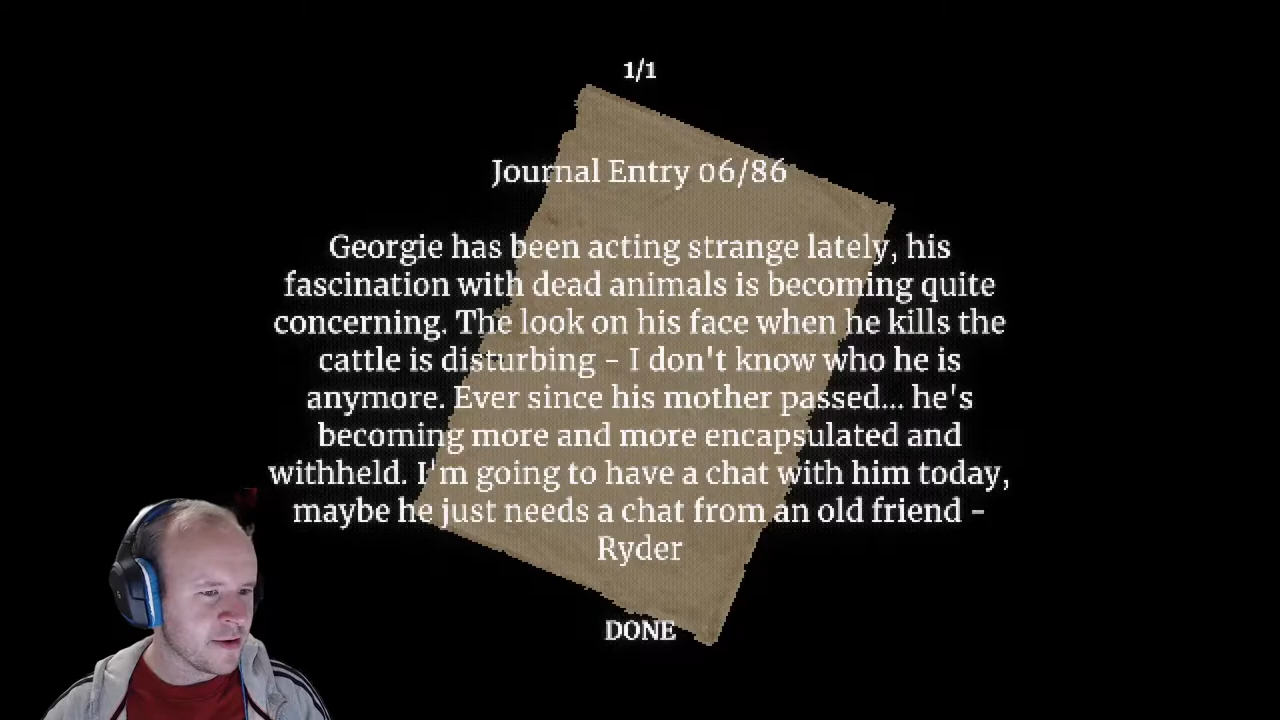 1/1
Journal Entry 06/86
Georgie has been acting strange lately, his
fascination with dead animals is becoming quite
concerning. The look on his face when he kills the
cattle is disturbing - I don't know who he is
anymore. Ever since his mother passed... he's
becoming more and more encapsulated and
withheld. I'm going to have a chat with him today,
maybe he just needs a chat from an old friend -
Ryder
DONE